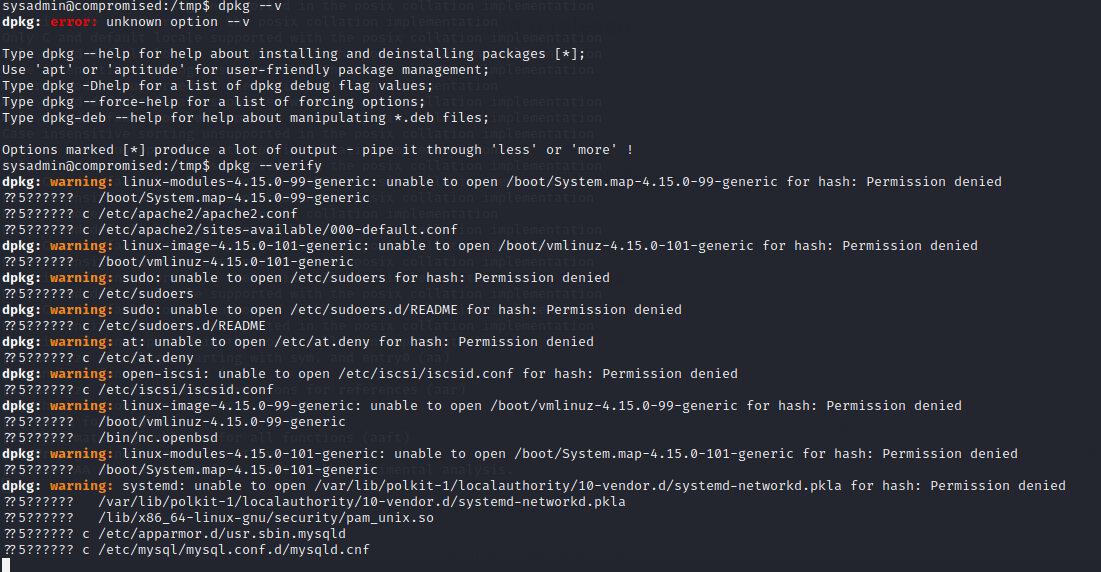 sysadmin@compromised:/tmp$ dpkg --v
dpkg: error: unknown option --v
Type dpkg --help for help about installing and deinstalling packages [*];
Use 'apt' or 'aptitude' for user-friendly package management;
Type dpkg -Dhelp for a list of dpkg debug flag values;
Type dpkg --force-help for a list of forcing options;
Type dpkg-deb --help for help about manipulating *.deb files;
Options marked [*] produce a lot of output - pipe it through 'less' or 'more' !
sysadmin@compromised:/tmp$ dpkg --verify
dpkg: warning: linux-modules-4.15.0-99-generic: unable to open /boot/System.map-4.15.0-99-generic for hash: Permission denied
??5??????   /boot/System.map-4.15.0-99-generic
??5?????? c /etc/apache2/apache2.conf
??5?????? c /etc/apache2/sites-available/000-default.conf
dpkg: warning: linux-image-4.15.0-101-generic: unable to open /boot/vmlinuz-4.15.0-101-generic for hash: Permission denied
??5??????   /boot/vmlinuz-4.15.0-101-generic
dpkg: warning: sudo: unable to open /etc/sudoers for hash: Permission denied
??5?????? c /etc/sudoers
dpkg: warning: sudo: unable to open /etc/sudoers.d/README for hash: Permission denied
??5?????? c /etc/sudoers.d/README
dpkg: warning: at: unable to open /etc/at.deny for hash: Permission denied
??5?????? c /etc/at.deny
dpkg: warning: open-iscsi: unable to open /etc/iscsi/iscsid.conf for hash: Permission denied
??5?????? c /etc/iscsi/iscsid.conf
dpkg: warning: linux-image-4.15.0-99-generic: unable to open /boot/vmlinuz-4.15.0-99-generic for hash: Permission denied
??5??????   /boot/vmlinuz-4.15.0-99-generic
??5??????   /bin/nc.openbsd
dpkg: warning: linux-modules-4.15.0-101-generic: unable to open /boot/System.map-4.15.0-101-generic for hash: Permission denied
??5??????   /boot/System.map-4.15.0-101-generic
dpkg: warning: systemd: unable to open /var/lib/polkit-1/localauthority/10-vendor.d/systemd-networkd.pkla for hash: Permission denied
??5??????   /var/lib/polkit-1/localauthority/10-vendor.d/systemd-networkd.pkla
??5??????   /lib/x86_64-linux-gnu/security/pam_unix.so
??5?????? c /etc/apparmor.d/usr.sbin.mysqld
??5?????? c /etc/mysql/mysql.conf.d/mysqld.cnf